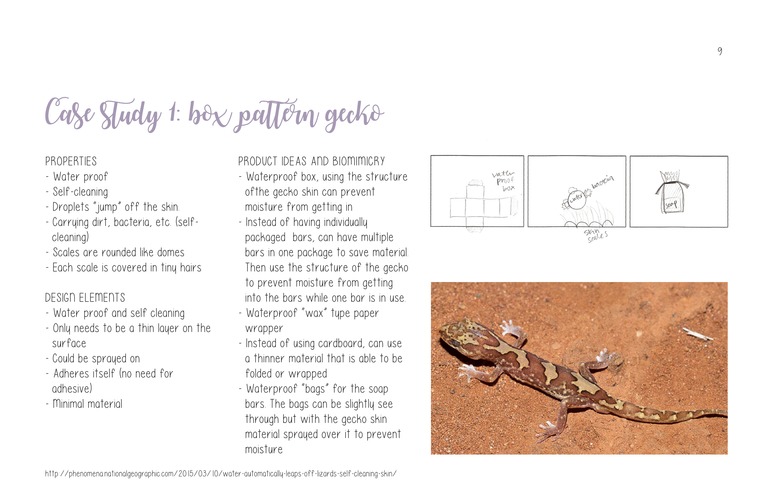 9
Case study 1: box pattern gecko
PROPERTIES
- Water proof
- Self-cleaning
- Droplets "jump" off the skin.
- Carrying dirt, bacteria, etc. (self-
cleaning)
- Scales are rounded like domes
- Each scale is covered in tiny hairs
DESIGN ELEMENTS
- Water proof and self cleaning
- Only needs to be a thin layer on the
surface
- Could be sprayed on
- Adheres itself (no need for
adhesive)
- Minimal material
PRODUCT IDEAS AND BIOMIMICRY
- Waterproof box, using the structure
ofthe gecko skin can prevent
moisture from getting in
- Instead of having individually
packaged bars, can have multiple
bars in one package to save material.
Then use the structure of the gecko
to prevent moisture from getting
into the bars while one bar is in use.
- Waterproof "wax" type paper
wrapper
- Instead of using cardboard, can use
a thinner material that is able to be
folded or wrapped.
- Waterproof "bags" for the soap
bars. The bags can be slightly see
through but with the gecko skin
material sprayed over it to prevent
moisture
water
proof
box
skin
scales
soap
http://phenomena.nationalgeographic.com/2015/03/10/water-automatically-leaps-off-lizards-self-cleaning-skin/